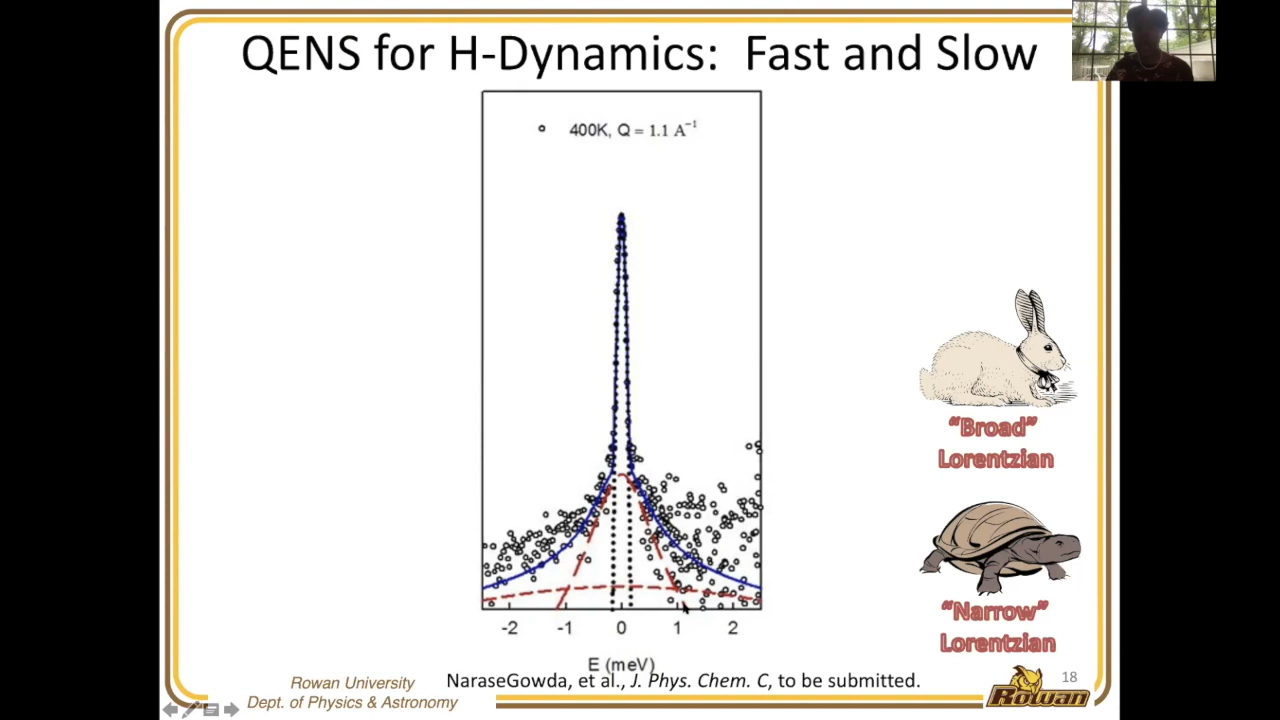 QENS for H-Dynamics: Fast and Slow
400K, Q = 1.1 A⁻¹
“Broad”
Lorentzian
“Narrow”
Lorentzian
-2 -1 0 1 2
E (meV)
NaraseGowda, et al., J. Phys. Chem. C, to be submitted.
Rowan University
Dept. of Physics & Astronomy
Rowan
18